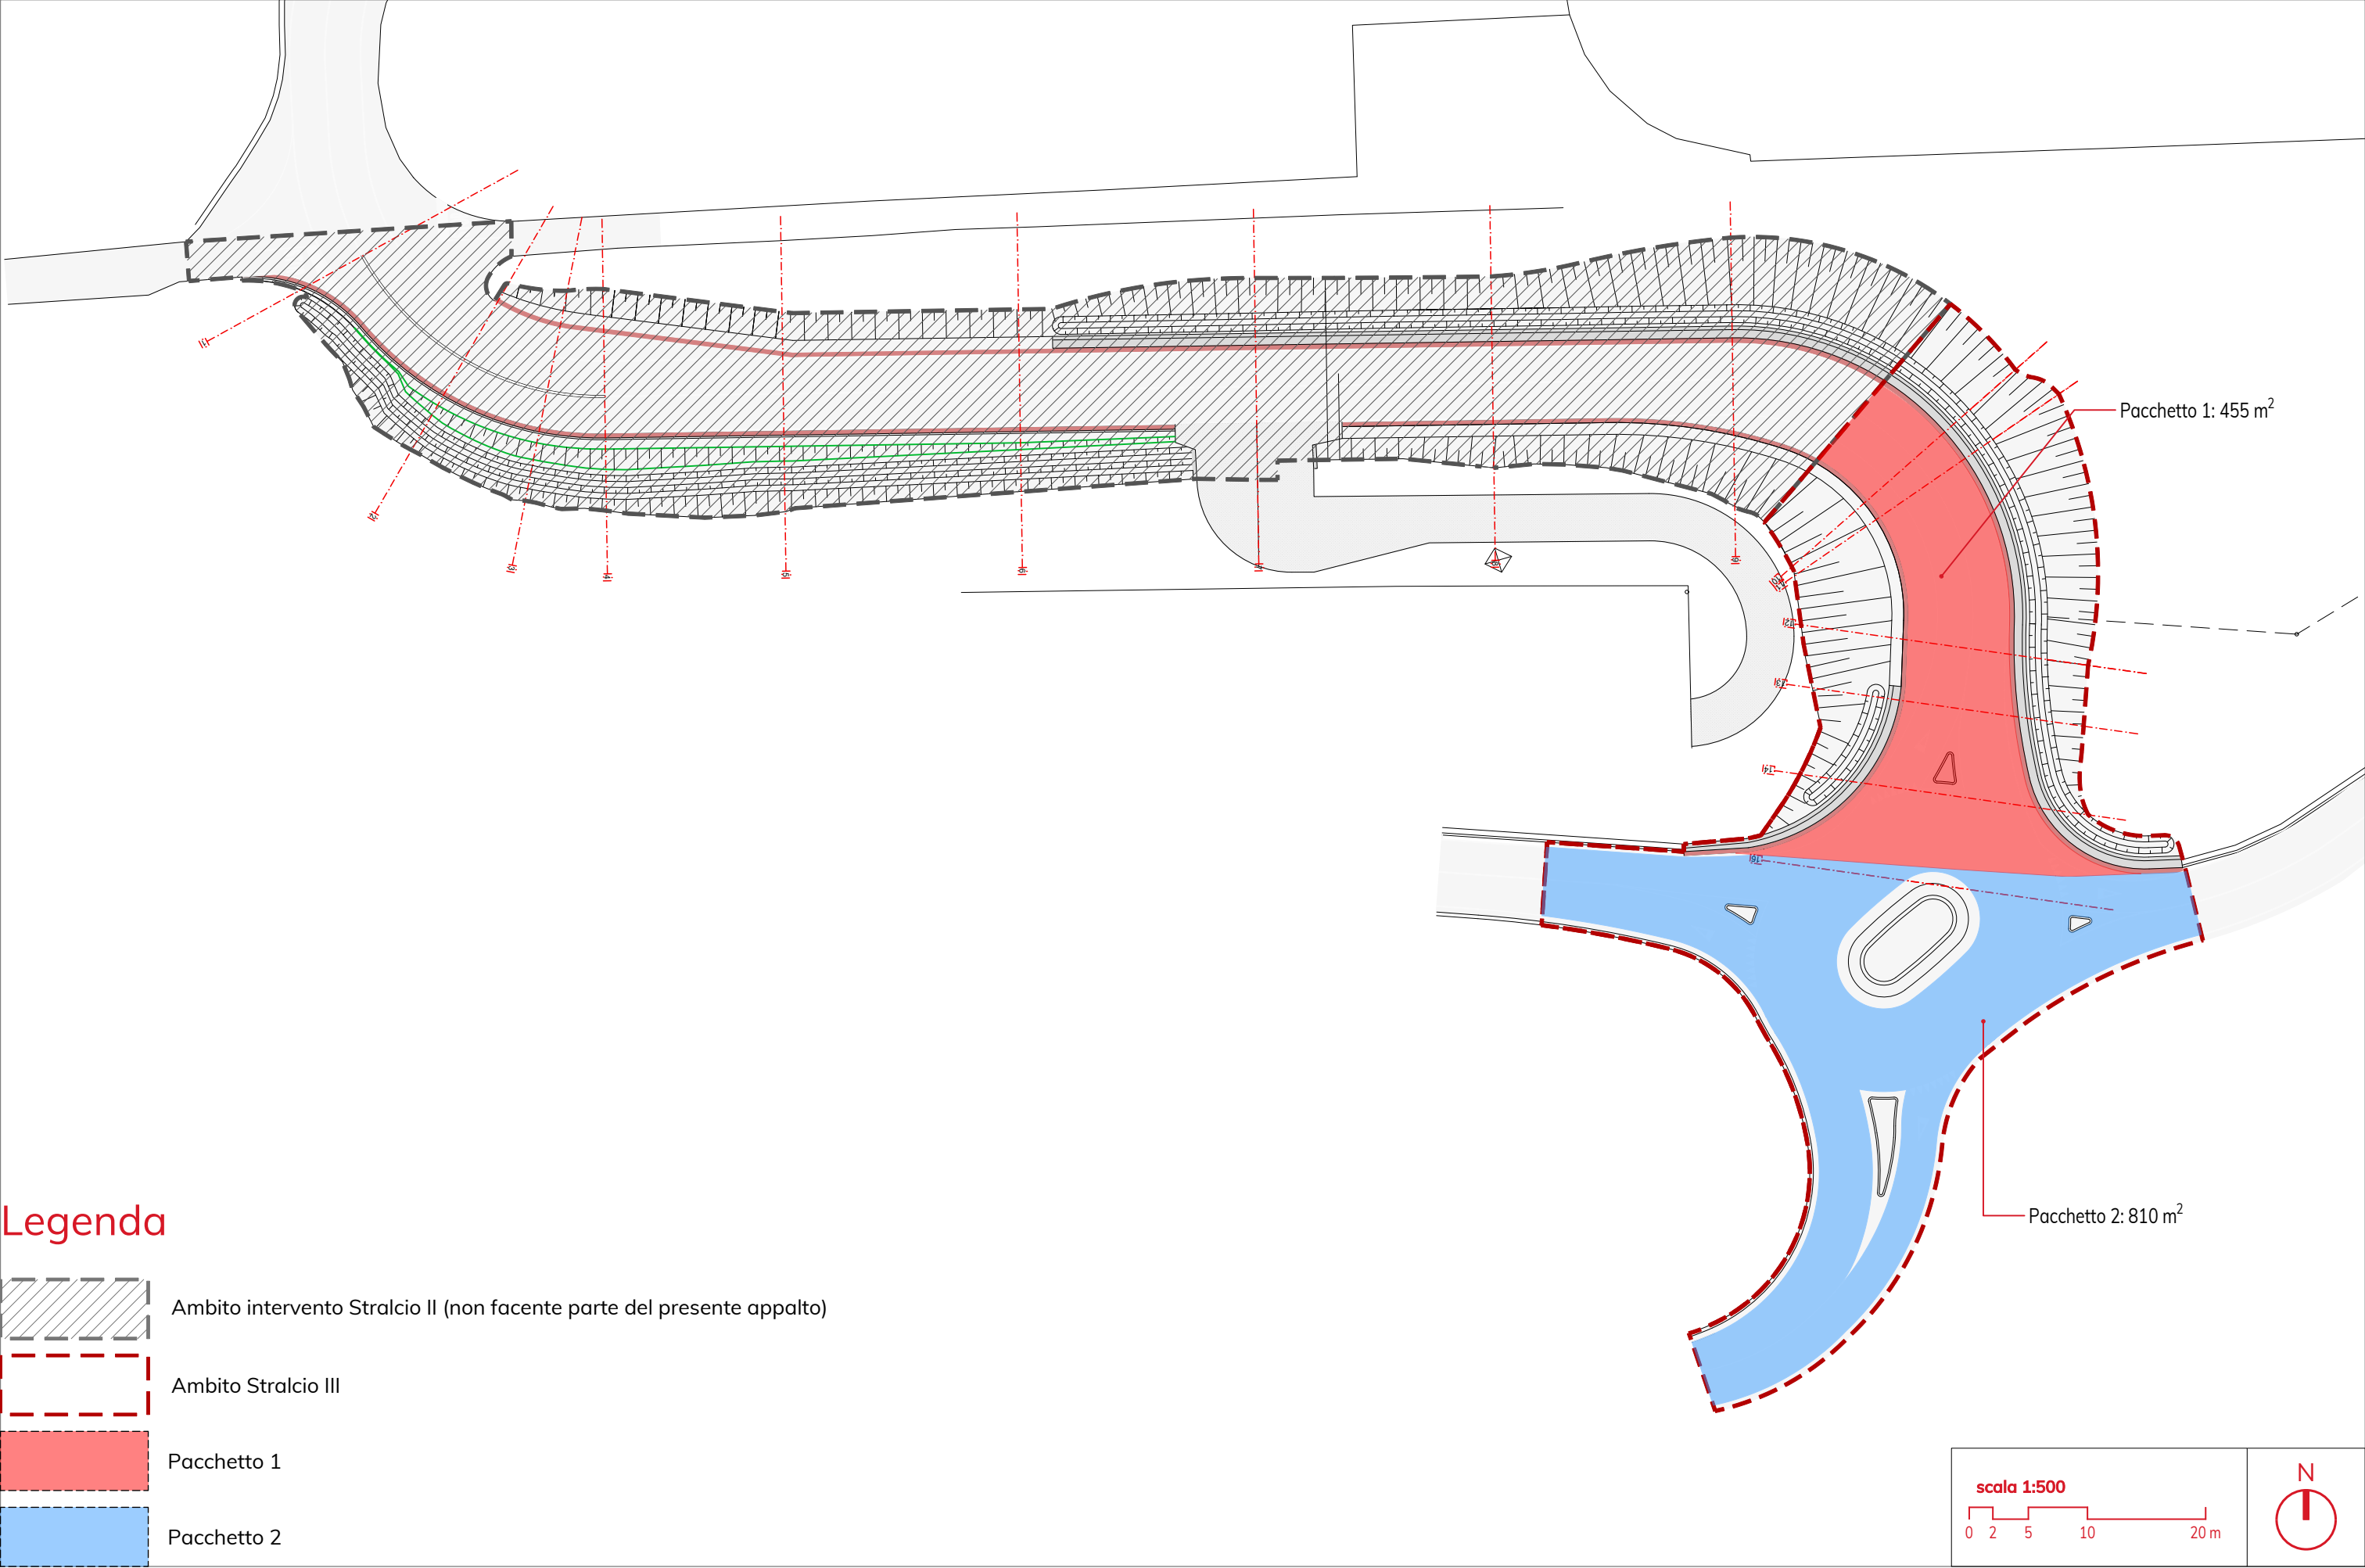 Pacchetto 1: 455 m²
Pacchetto 2: 810 m²
Legenda
Ambito intervento Stralcio II (non facente parte del presente appalto)
Ambito Stralcio III
Pacchetto 1
Pacchetto 2
scala 1:500
0 2 5 10 20 m
N